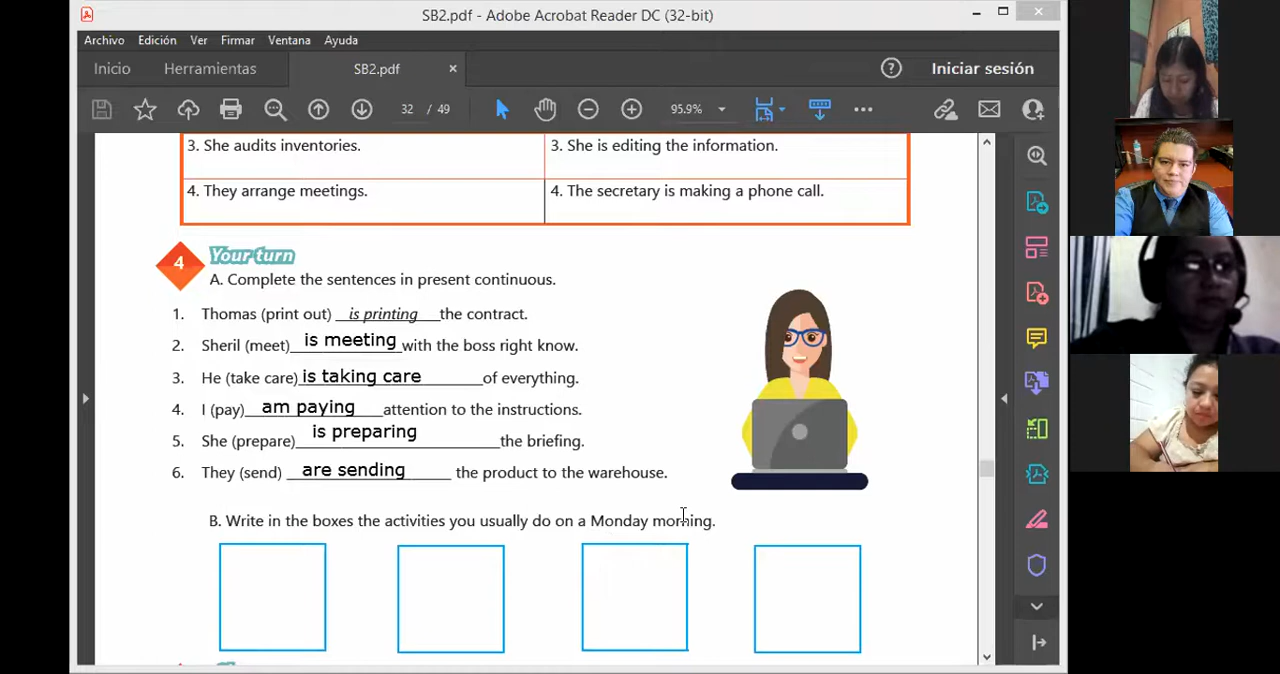 SB2.pdf - Adobe Acrobat Reader DC (32-bit)
Archivo Edición Ver Firmar Ventana Ayuda
Inicio Herramientas SB2.pdf Iniciar sesión
32 / 49 95.9%
3. She audits inventories. 3. She is editing the information.
4. They arrange meetings. 4. The secretary is making a phone call.
4 Your turn
A. Complete the sentences in present continuous.
1. Thomas (print out) __is printing___the contract.
2. Sheril (meet) is meeting with the boss right know.
3. He (take care) is taking care of everything.
4. I (pay) am paying attention to the instructions.
5. She (prepare) is preparing the briefing.
6. They (send) are sending the product to the warehouse.
B. Write in the boxes the activities you usually do on a Monday morning.